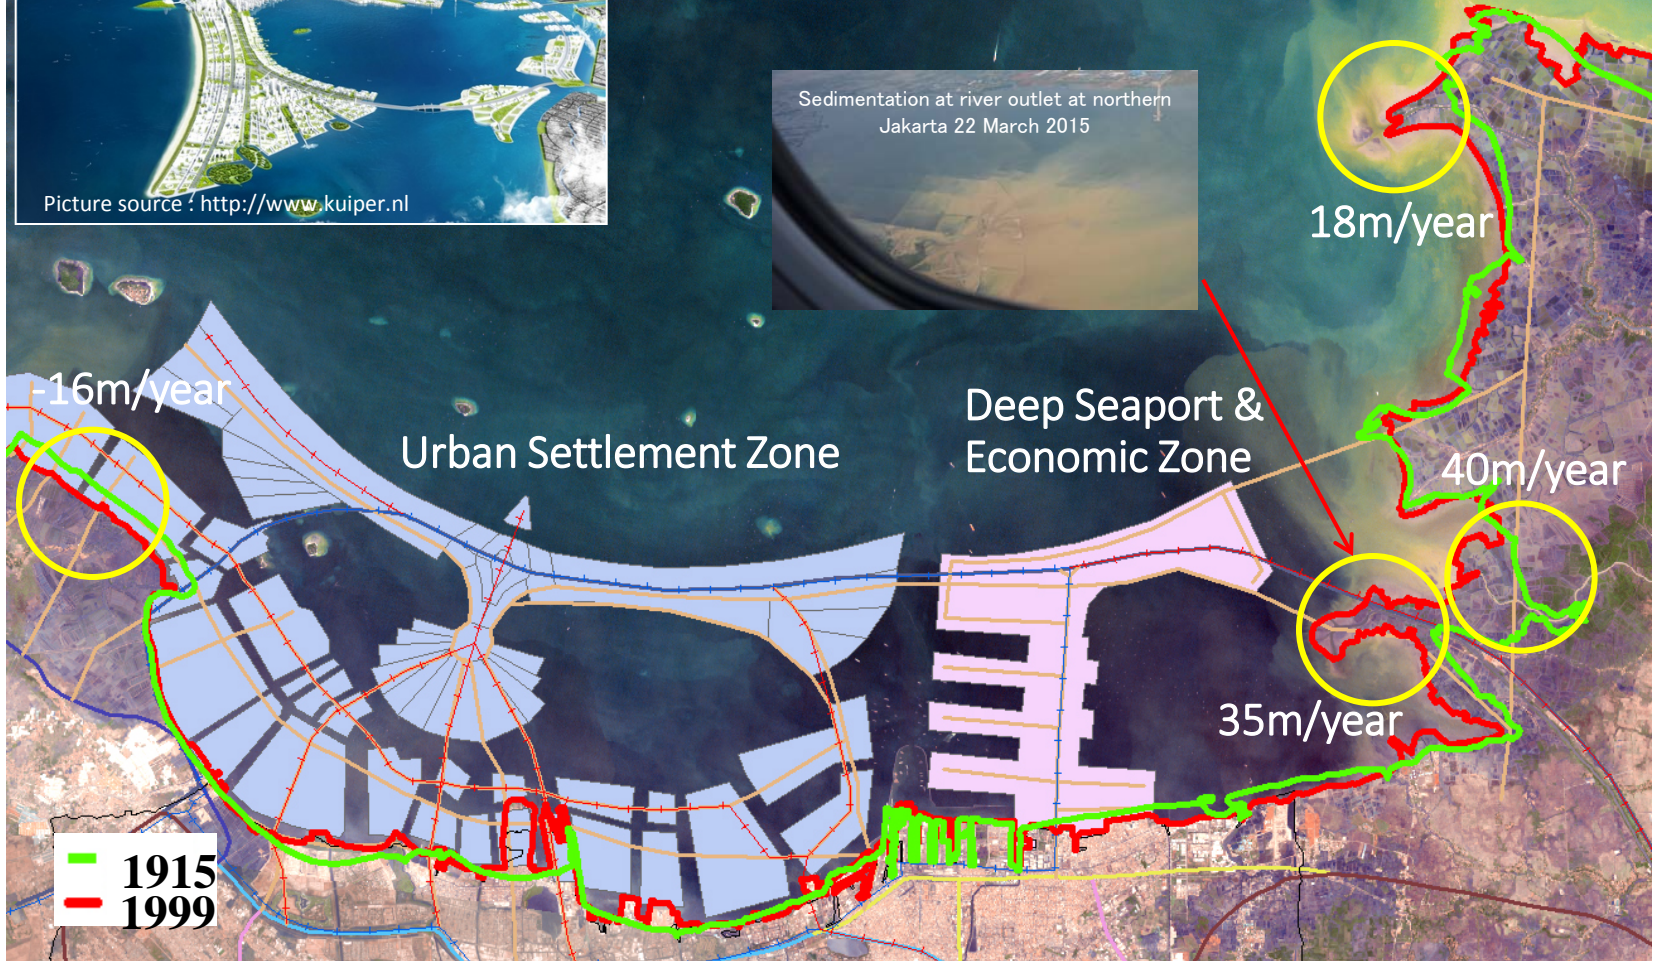 Picture source : http://www.kuiper.nl
Sedimentation at river outlet at northern
Jakarta 22 March 2015
18m/year
-16m/year
Urban Settlement Zone
Deep Seaport &
Economic Zone
40m/year
35m/year
1915
1999